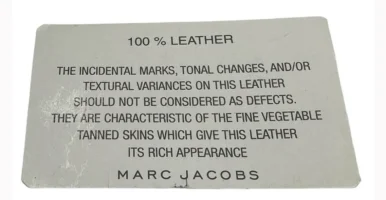 100 % LEATHER
THE INCIDENTAL MARKS, TONAL CHANGES, AND/OR
TEXTURAL VARIANCES ON THIS LEATHER
SHOULD NOT BE CONSIDERED AS DEFECTS.
THEY ARE CHARACTERISTIC OF THE FINE VEGETABLE
TANNED SKINS WHICH GIVE THIS LEATHER
ITS RICH APPEARANCE
MARC JACOBS